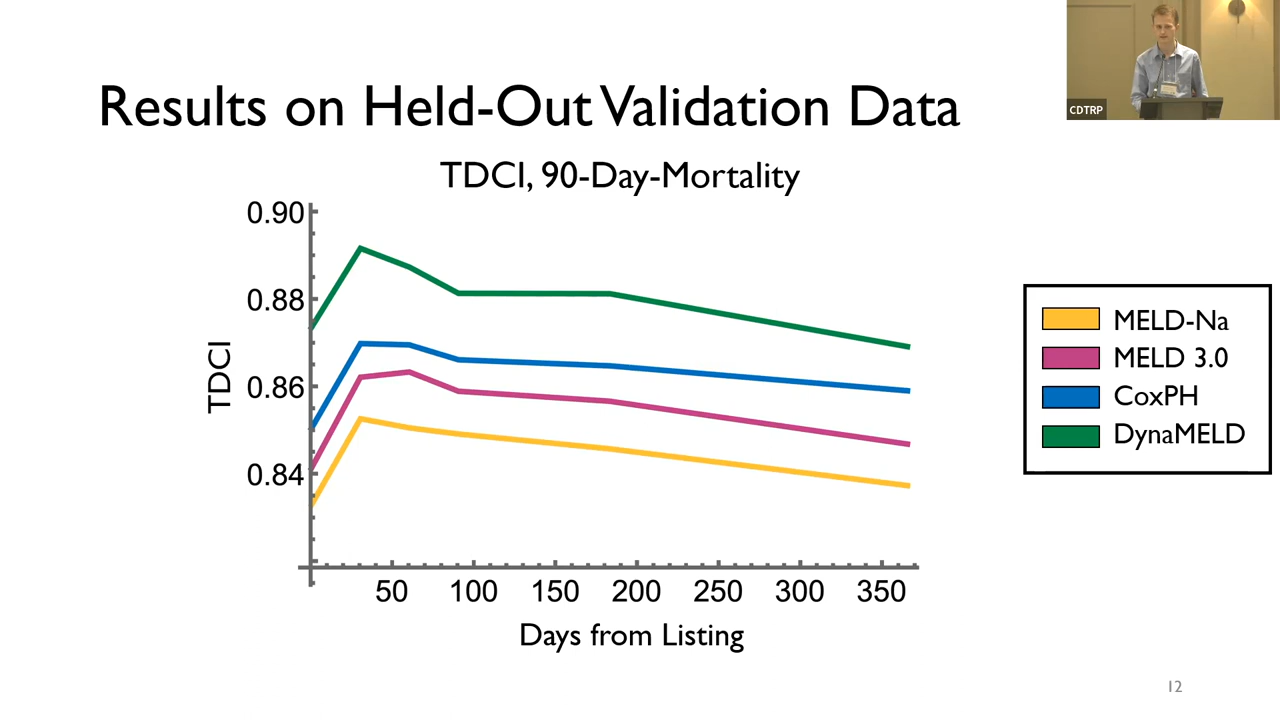 Results on Held-Out Validation Data
CDTRP
TDCI, 90-Day-Mortality
0.90
0.88
0.86
0.84
TDCI
50 100 150 200 250 300 350
Days from Listing
MELD-Na
MELD 3.0
CoxPH
DynaMELD
12